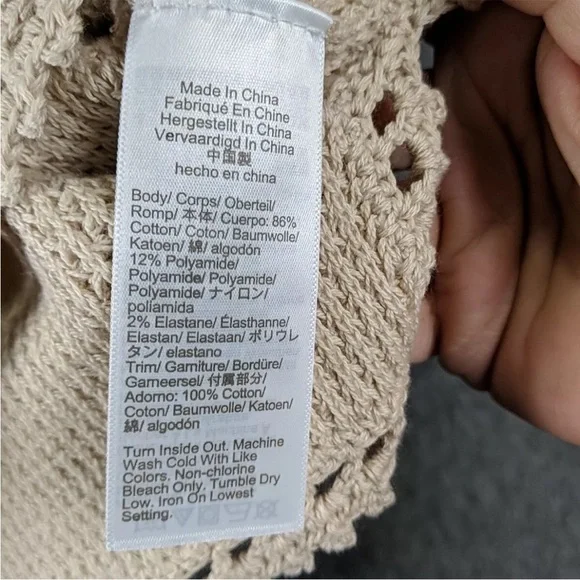 Made In China
Fabriqué En Chine
Hergestellt In China
Vervaardigd In China
中国製
hecho en china
Body/ Corps/ Oberteil/
Romp/ 本体/ Cuerpo: 86%
Cotton/ Coton/ Baumwolle/
Katoen/ 綿/ algodón
12% Polyamide/
Polyamide/ Polyamid/
Polyamide/ ナイロン/
poliamida
2% Elastane/ Élasthanne/
Elastan/ Elastaan/ ポリウレ
タン/ elastano
Trim/ Garniture/ Bordüre/
Garneersel/ 付属部分/
Adorno: 100% Cotton/
Coton/ Baumwolle/ Katoen/
綿/ algodón
Turn Inside Out. Machine
Wash Cold With Like
Colors. Non-chlorine
Bleach Only. Tumble Dry
Low. Iron On Lowest
Setting.